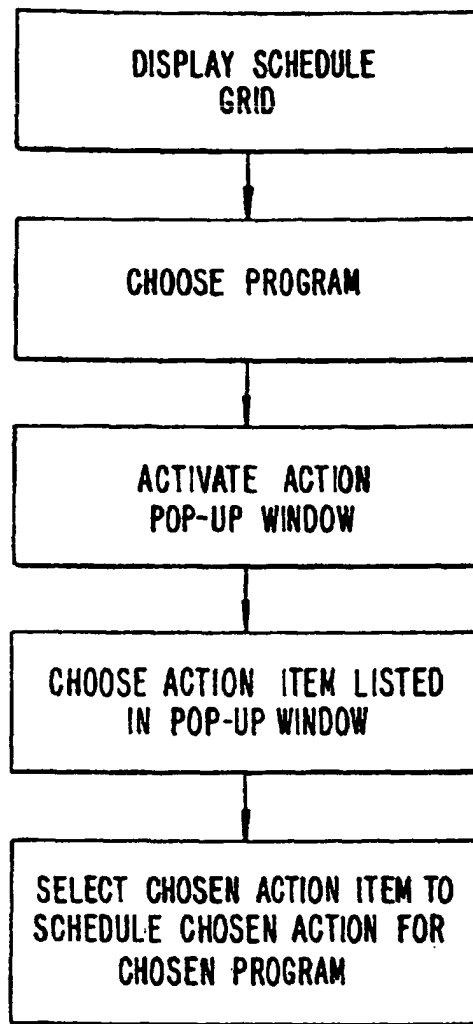 DISPLAY SCHEDULE
GRID
CHOOSE PROGRAM
ACTIVATE ACTION
POP-UP WINDOW
CHOOSE ACTION ITEM LISTED
IN POP-UP WINDOW
SELECT CHOSEN ACTION ITEM TO
SCHEDULE CHOSEN ACTION FOR
CHOSEN PROGRAM